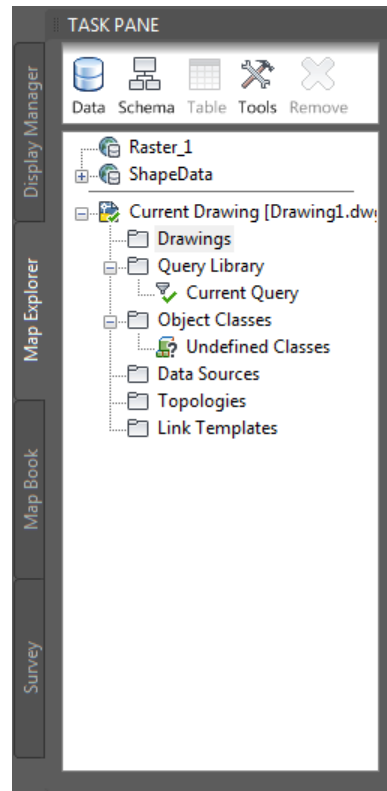 TASK PANE
Data Schema Table Tools Remove
Display Manager
Map Explorer
Map Book
Survey
Raster_1
ShapeData
Current Drawing [Drawing1.dwg
Drawings
Query Library
Current Query
Object Classes
Undefined Classes
Data Sources
Topologies
Link Templates